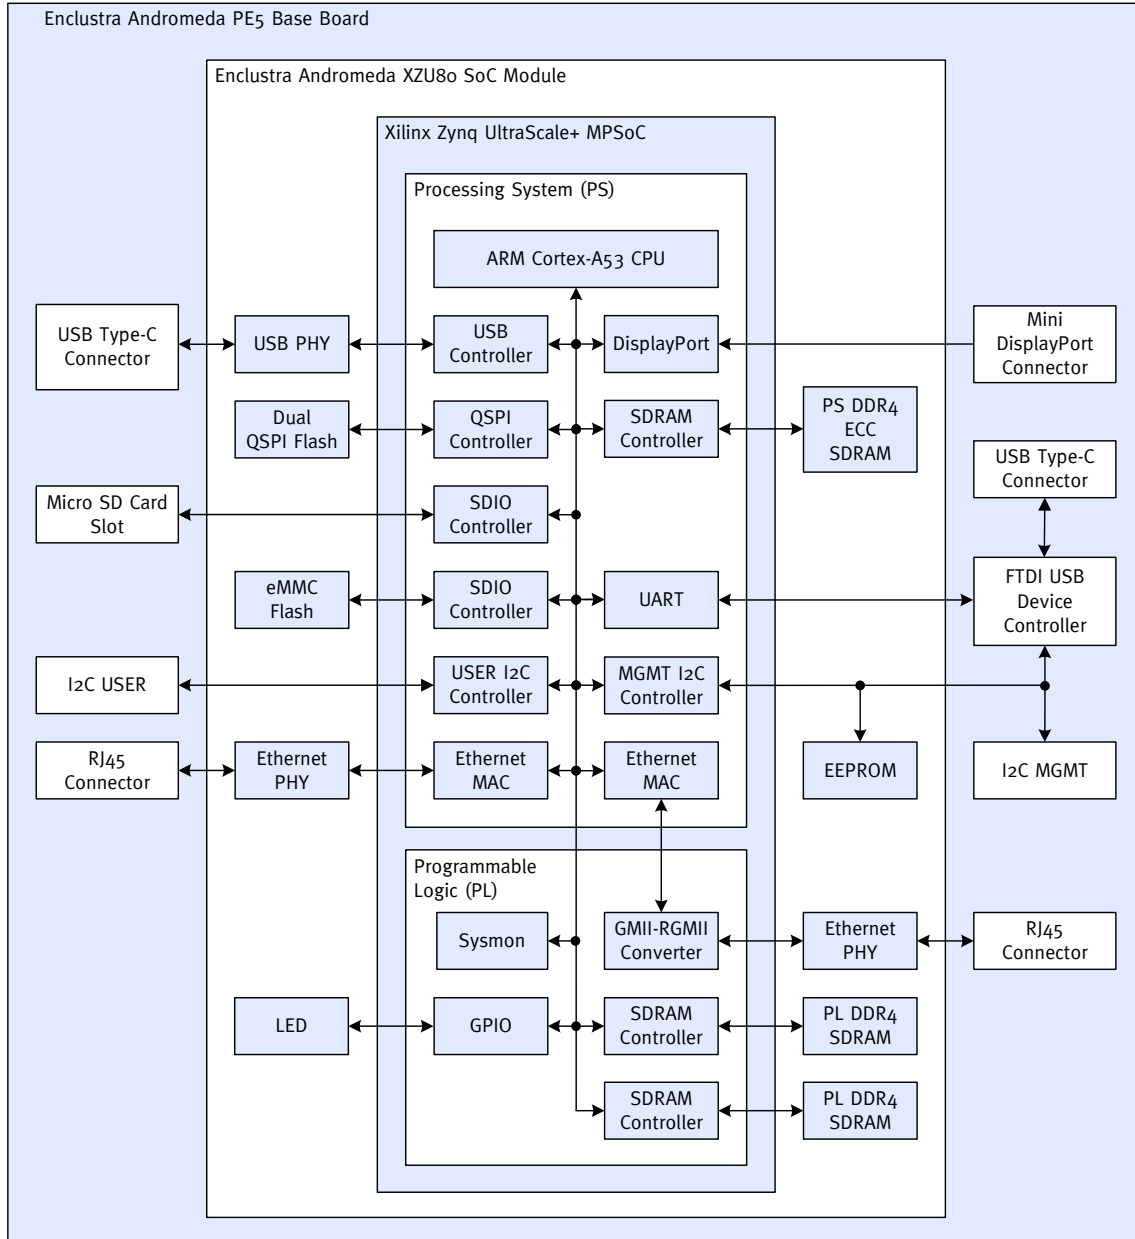 Enclustra Andromeda PE5 Base Board
Enclustra Andromeda XZU80 SoC Module
Xilinx Zynq UltraScale+ MPSoC
Processing System (PS)
ARM Cortex-A53 CPU
USB Type-C
Connector
USB PHY
USB
Controller
DisplayPort
Mini
DisplayPort
Connector
Dual
QSPI Flash
QSPI
Controller
SDRAM
Controller
PS DDR4
ECC
SDRAM
USB Type-C
Connector
Micro SD Card
Slot
SDIO
Controller
eMMC
Flash
SDIO
Controller
UART
FTDI USB
Device
Controller
I2C USER
USER I2C
Controller
MGMT I2C
Controller
RJ45
Connector
Ethernet
PHY
Ethernet
MAC
Ethernet
MAC
EEPROM
I2C MGMT
Programmable
Logic (PL)
Sysmon
GMII-RGMII
Converter
Ethernet
PHY
RJ45
Connector
LED
GPIO
SDRAM
Controller
PL DDR4
SDRAM
SDRAM
Controller
PL DDR4
SDRAM